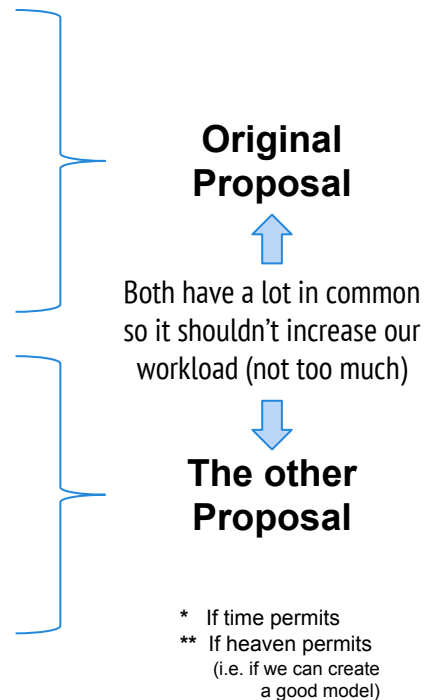 Original
Proposal
Both have a lot in common
so it shouldn't increase our
workload (not too much)
The other
Proposal
* If time permits
** If heaven permits
(i.e. if we can create
a good model)